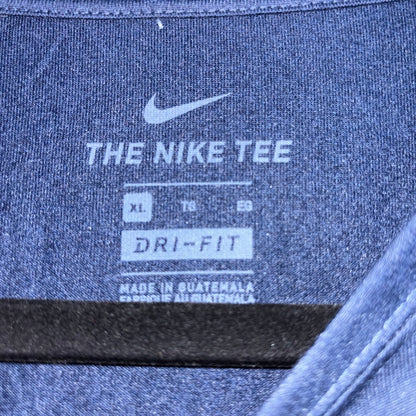 THE NIKE TEE
XL TG EG
DRI-FIT
MADE IN GUATEMALA
FABRIQUÉ AU GUATEMALA